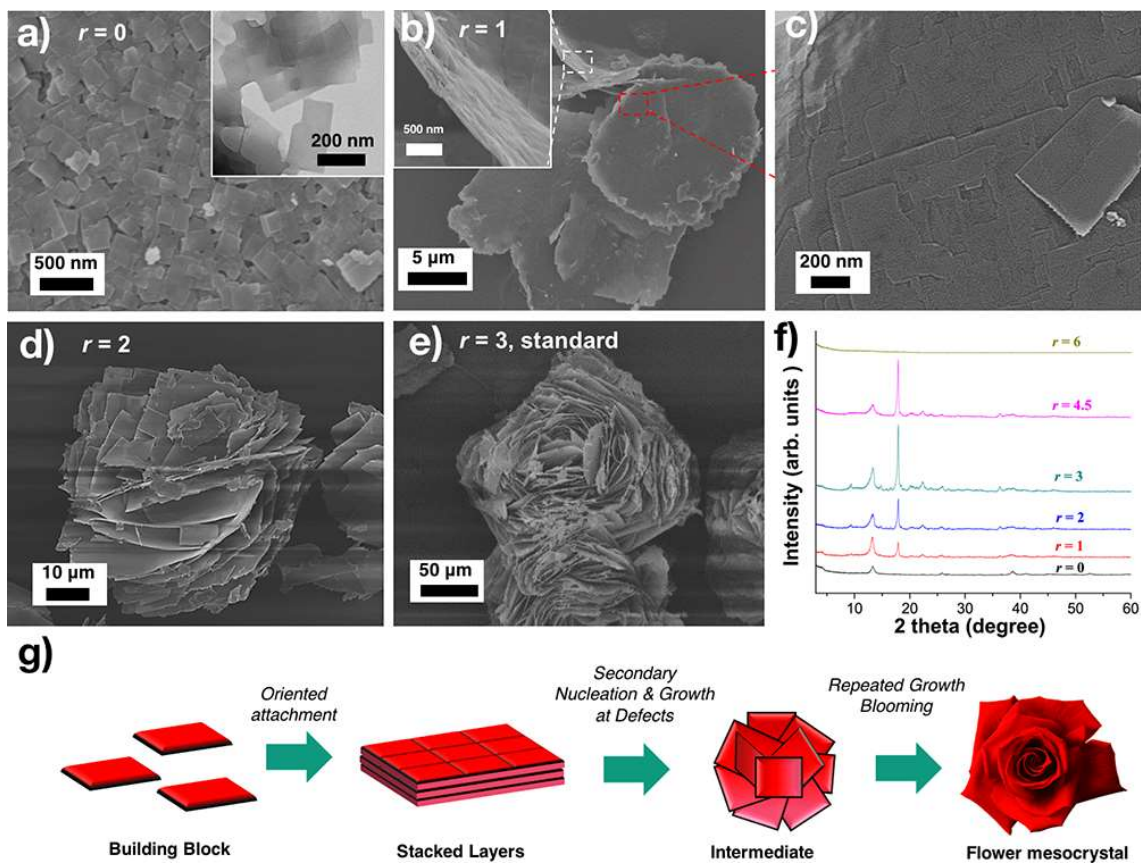 a)
r = 0
200 nm
500 nm
b)
r = 1
500 nm
5 μm
c)
200 nm
d)
r = 2
10 μm
e)
r = 3, standard
50 μm
f)
Intensity (arb. units )
r = 6
r = 4.5
r = 3
r = 2
r = 1
r = 0
10 20 30 40 50 60
2 theta (degree)
g)
Oriented
attachment
Secondary
Nucleation & Growth
at Defects
Repeated Growth
Blooming
Building Block
Stacked Layers
Intermediate
Flower mesocrystal